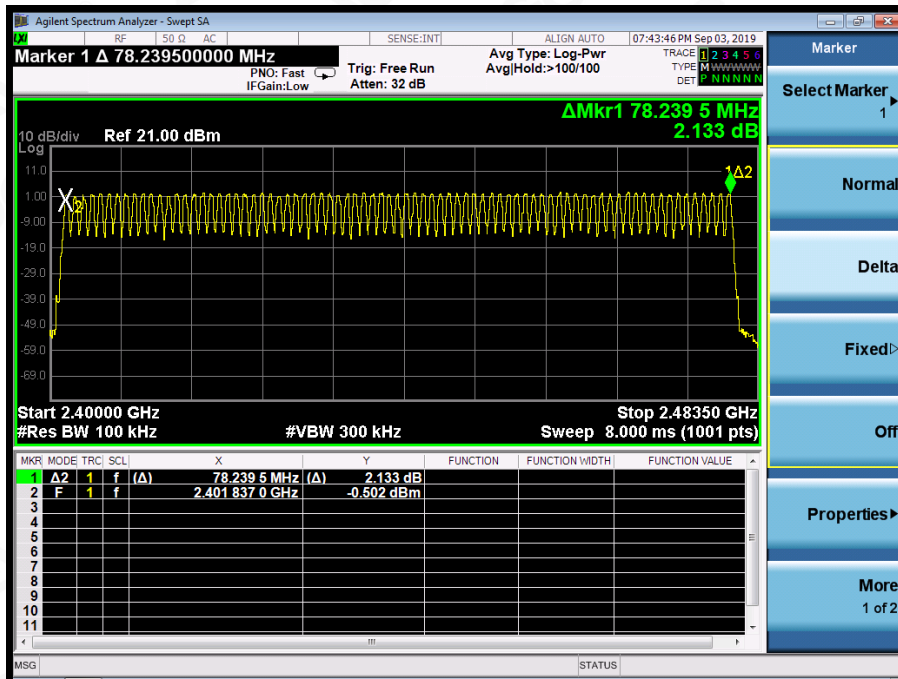 Agilent Spectrum Analyzer - Swept SA
LXI RF 50 Ω AC SENSE:INT ALIGN AUTO 07:43:46 PM Sep 03, 2019
Marker 1 Δ 78.239500000 MHz
PNO: Fast
IFGain:Low
Trig: Free Run
Atten: 32 dB
Avg Type: Log-Pwr
Avg|Hold:>100/100
TRACE 1 2 3 4 5 6
TYPE M W W W W W
DET P N N N N N
ΔMkr1 78.239 5 MHz
2.133 dB
10 dB/div Ref 21.00 dBm
Log
11.0
1.00
-9.00
-19.0
-29.0
-39.0
-49.0
-59.0
-69.0
X2
1Δ2
Start 2.40000 GHz Stop 2.48350 GHz
#Res BW 100 kHz #VBW 300 kHz Sweep 8.000 ms (1001 pts)
MKR MODE TRC SCL X Y FUNCTION FUNCTION WIDTH FUNCTION VALUE
1 Δ2 1 f (Δ) 78.239 5 MHz (Δ) 2.133 dB
2 F 1 f 2.401 837 0 GHz -0.502 dBm
3
4
5
6
7
8
9
10
11
MSG STATUS
Marker
Select Marker
1
Normal
Delta
Fixed
Off
Properties
More
1 of 2